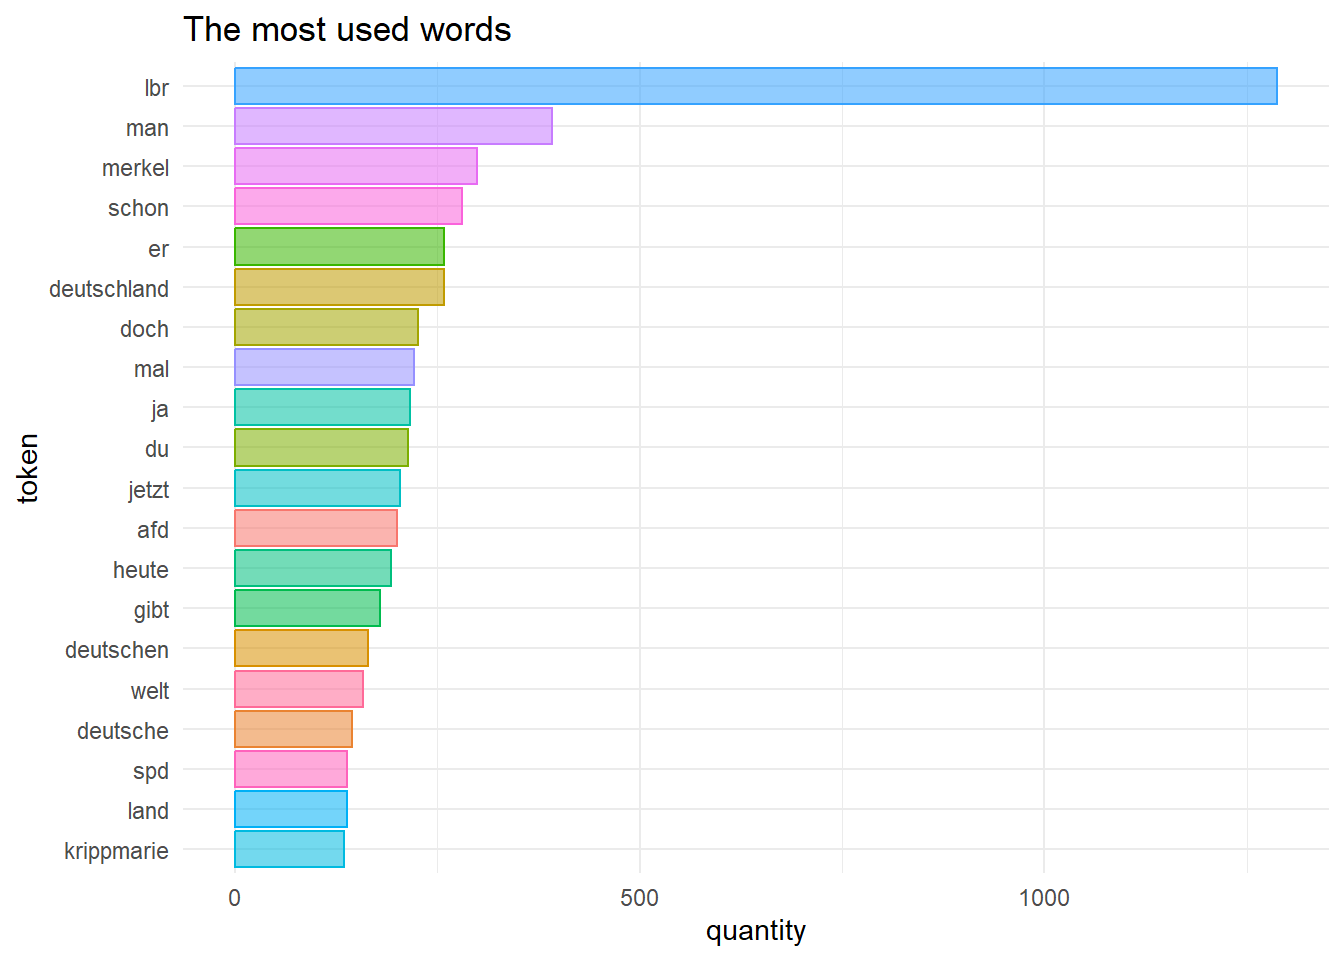 The most used words
lbr
man
merkel
schon
er
deutschland
doch
mal
ja
du
jetzt
afd
heute
gibt
deutschen
welt
deutsche
spd
land
krippmarie
token
0 500 1000
quantity